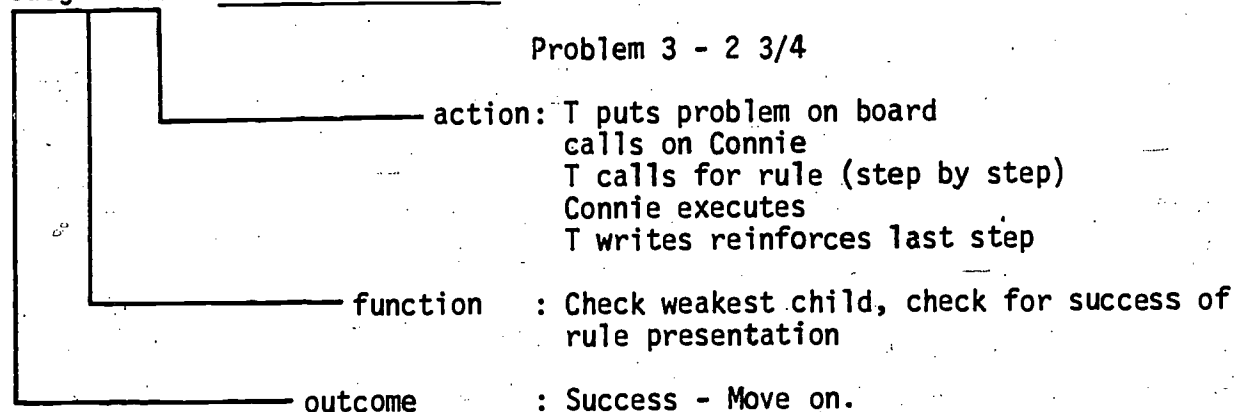 Problem 3 - 2 3/4
action: T puts problem on board
calls on Connie
T calls for rule (step by step)
Connie executes
T writes reinforces last step
function : Check weakest child, check for success of
rule presentation
outcome : Success - Move on.